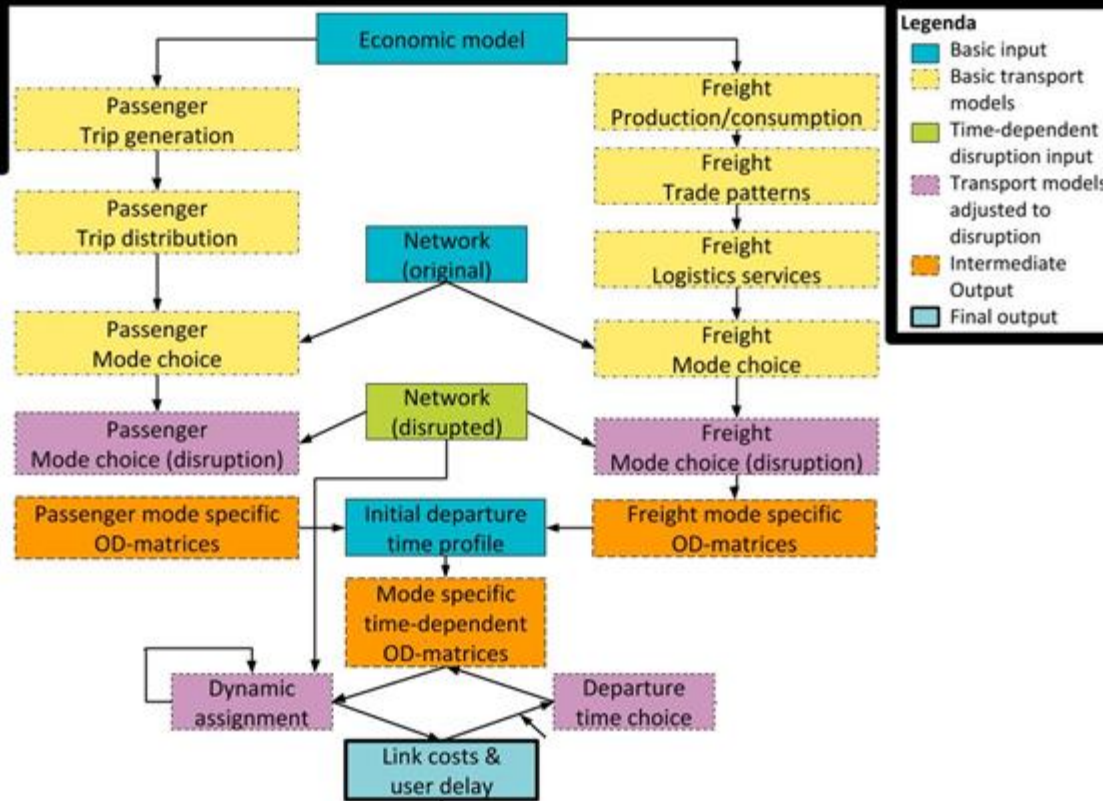 Economic model
Passenger
Trip generation
Passenger
Trip distribution
Passenger
Mode choice
Passenger
Mode choice (disruption)
Passenger mode specific
OD-matrices
Network
(original)
Network
(disrupted)
Initial departure
time profile
Mode specific
time-dependent
OD-matrices
Dynamic
assignment
Departure
time choice
Link costs &
user delay
Freight
Production/consumption
Freight
Trade patterns
Freight
Logistics services
Freight
Mode choice
Freight
Mode choice (disruption)
Freight mode specific
OD-matrices
Legenda
Basic input
Basic transport
models
Time-dependent
disruption input
Transport models
adjusted to
disruption
Intermediate
Output
Final output